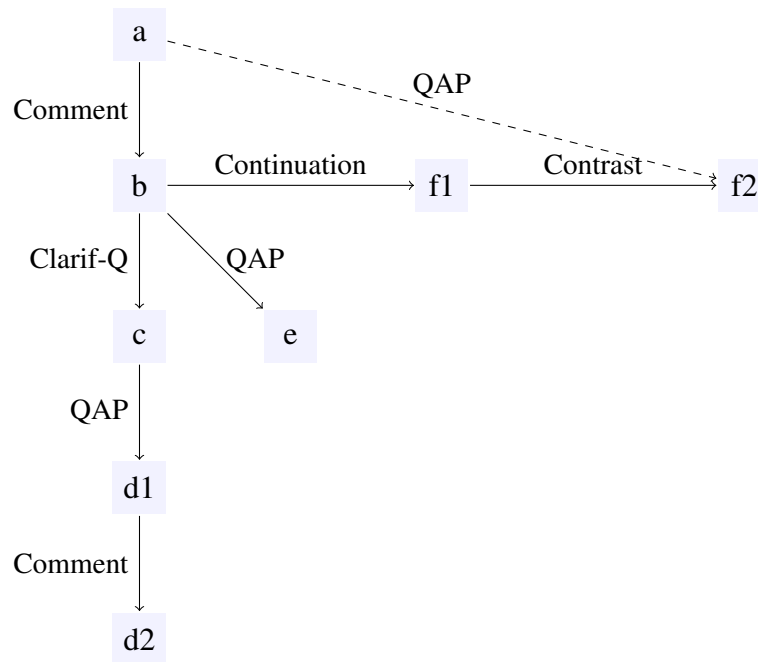 a
QAP
Comment
b
Continuation
f1
Contrast
f2
Clarif-Q
QAP
c
e
QAP
d1
Comment
d2